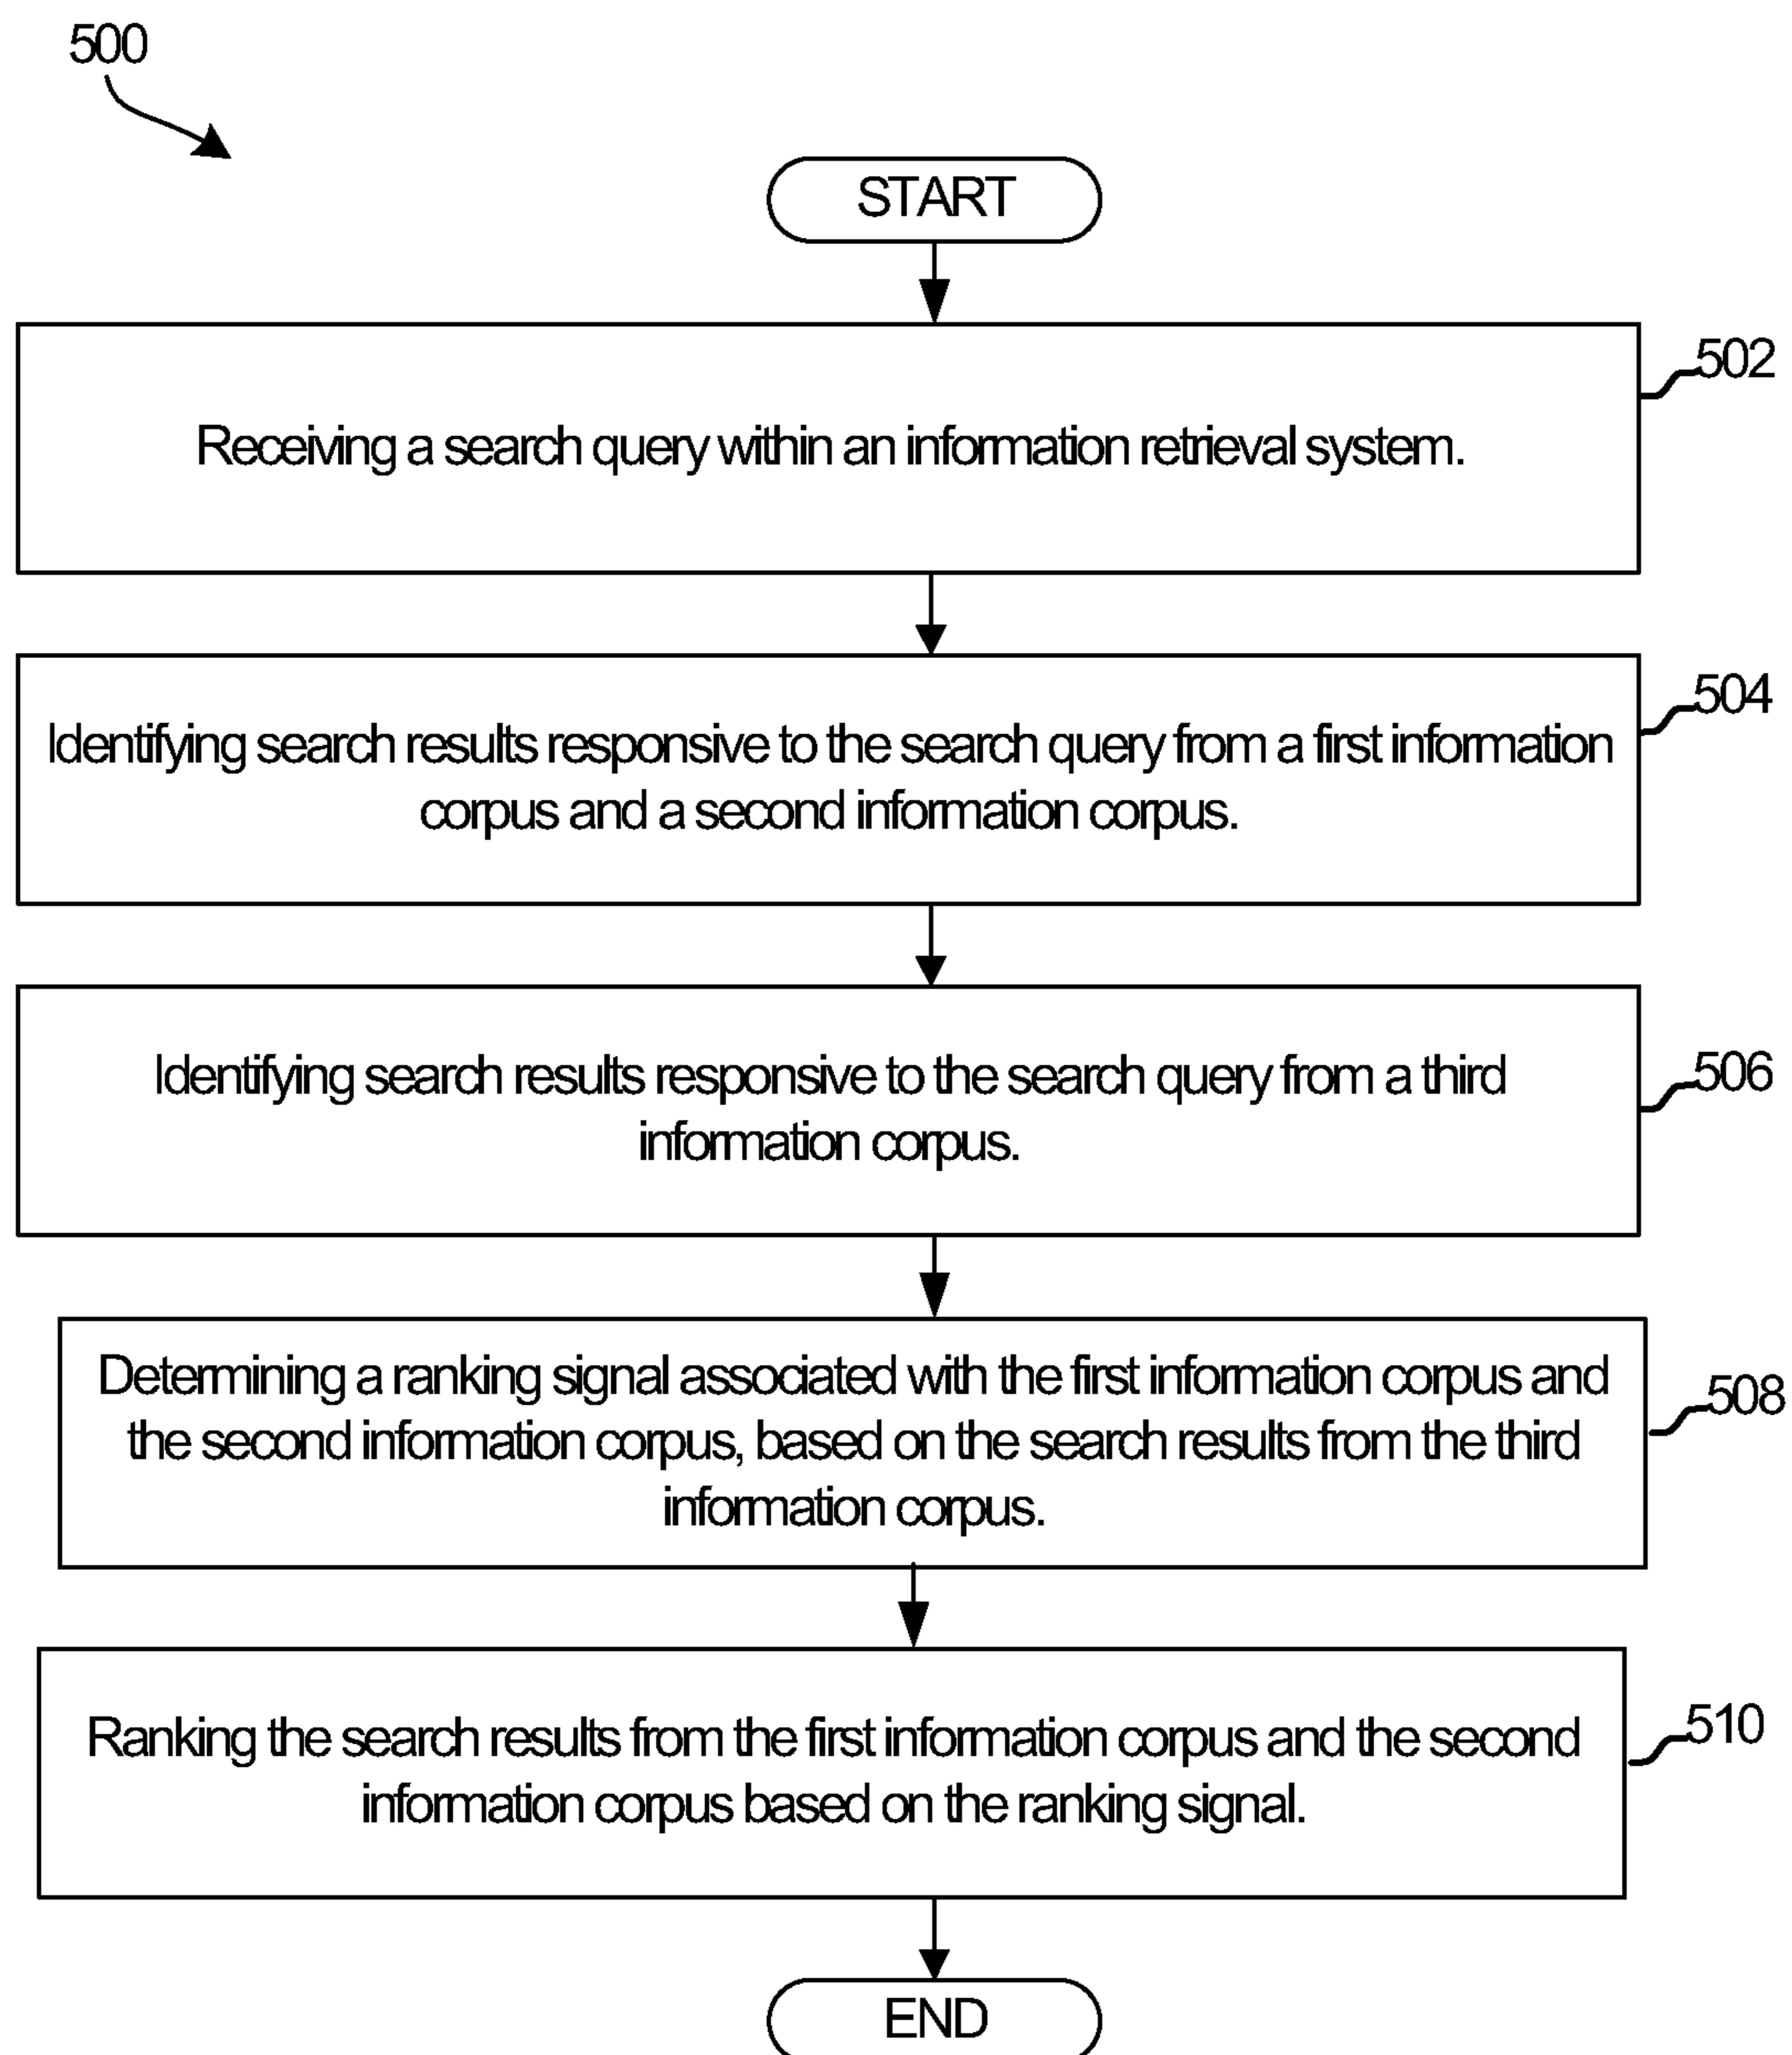 500
START
502
Receiving a search query within an information retrieval system.
504
Identifying search results responsive to the search query from a first information
corpus and a second information corpus.
506
Identifying search results responsive to the search query from a third
information corpus.
508
Determining a ranking signal associated with the first information corpus and
the second information corpus, based on the search results from the third
information corpus.
510
Ranking the search results from the first information corpus and the second
information corpus based on the ranking signal.
END